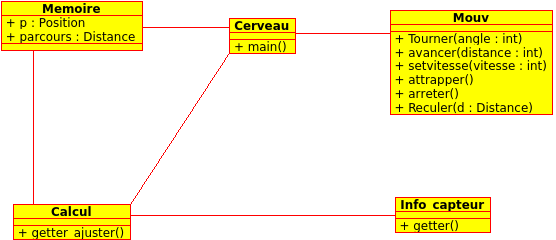 Memoire
+ p : Position
+ parcours : Distance
Cerveau
+ main()
Mouv
+ Tourner(angle : int)
+ avancer(distance : int)
+ setvitesse(vitesse : int)
+ attrapper()
+ arreter()
+ Reculer(d : Distance)
Calcul
+ getter_ajuster()
Info_capteur
+ getter()